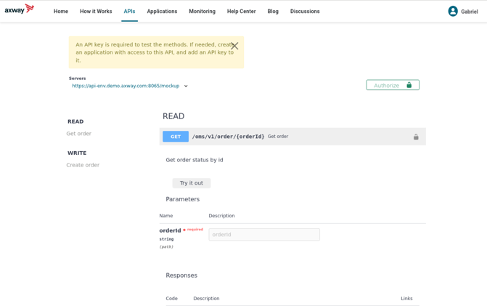 axway
Home How it Works APIs Applications Monitoring Help Center Blog Discussions Gabriel
An API key is required to test the methods. If needed, create
an application with access to this API, and add an API key to
it.
Servers
https://api-env.demo.axway.com:8065/mockup
Authorize
READ
Get order
WRITE
Create order
READ
GET /ems/v1/order/{orderId} Get order
Get order status by id
Try it out
Parameters
Name Description
orderId * required
string
(path)
orderId
Responses
Code Description Links